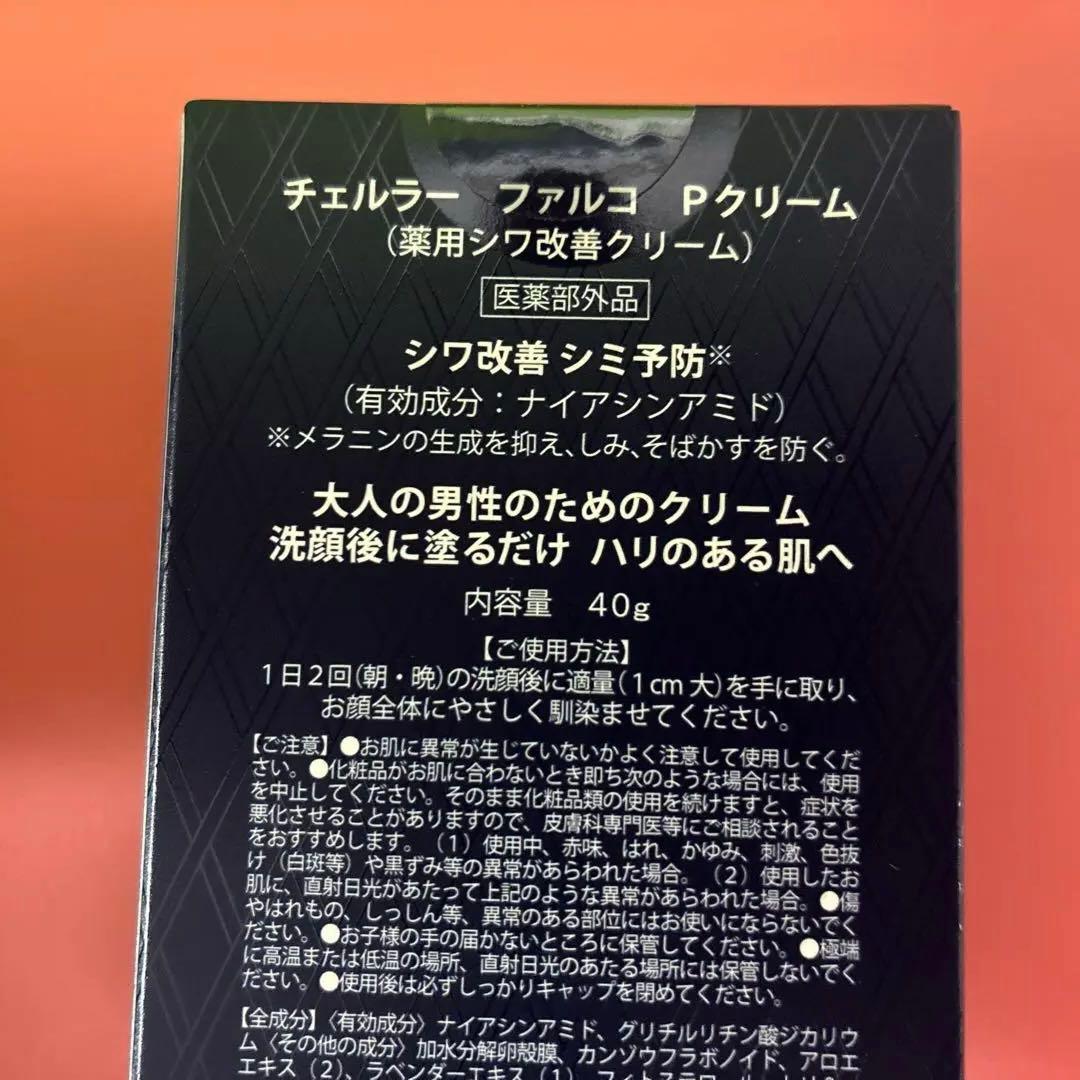 チェルラー　ファルコ　Ｐクリーム
（薬用シワ改善クリーム）
医薬部外品
シワ改善 シミ予防※
（有効成分：ナイアシンアミド）
※メラニンの生成を抑え、しみ、そばかすを防ぐ。
大人の男性のためのクリーム
洗顔後に塗るだけ ハリのある肌へ
内容量　40g
【ご使用方法】
1日2回（朝・晩）の洗顔後に適量（1cm 大）を手に取り、
お顔全体にやさしく馴染ませてください。
【ご注意】●お肌に異常が生じていないかよく注意して使用してくだ
さい。●化粧品がお肌に合わないとき即ち次のような場合には、使用
を中止してください。そのまま化粧品類の使用を続けますと、症状を
悪化させることがありますので、皮膚科専門医等にご相談されること
をおすすめします。（1）使用中、赤味、はれ、かゆみ、刺激、色抜
け（白斑等）や黒ずみ等の異常があらわれた場合。（2）使用したお
肌に、直射日光があたって上記のような異常があらわれた場合。●傷
やはれもの、しっしん等、異常のある部位にはお使いにならないでく
ださい。●お子様の手の届かないところに保管してください。●極端
に高温または低温の場所、直射日光のあたる場所には保管しないでく
ださい。●使用後は必ずしっかりキャップを閉めてください。
【全成分】〈有効成分〉ナイアシンアミド、グリチルリチン酸ジカリウ
ム〈その他の成分〉加水分解卵殻膜、カンゾウフラボノイド、アロエ
エキス（2）、ラベンダーエキス（1）、